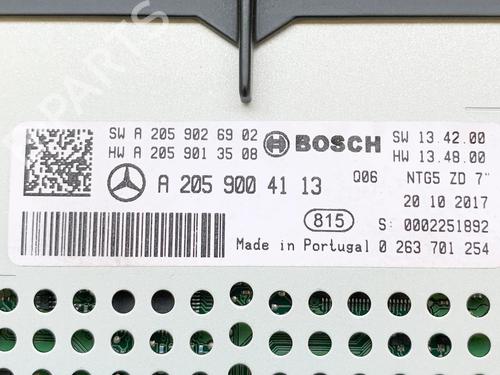 B-PARTS
SW A 205 902 69 02
HW A 205 901 35 08
BOSCH
SW 13.42.00
HW 13.48.00
A 205 900 41 13
Q06
NTG5 ZD 7"
20 10 2017
815
S: 0002251892
Made in Portugal
0 263 701 254